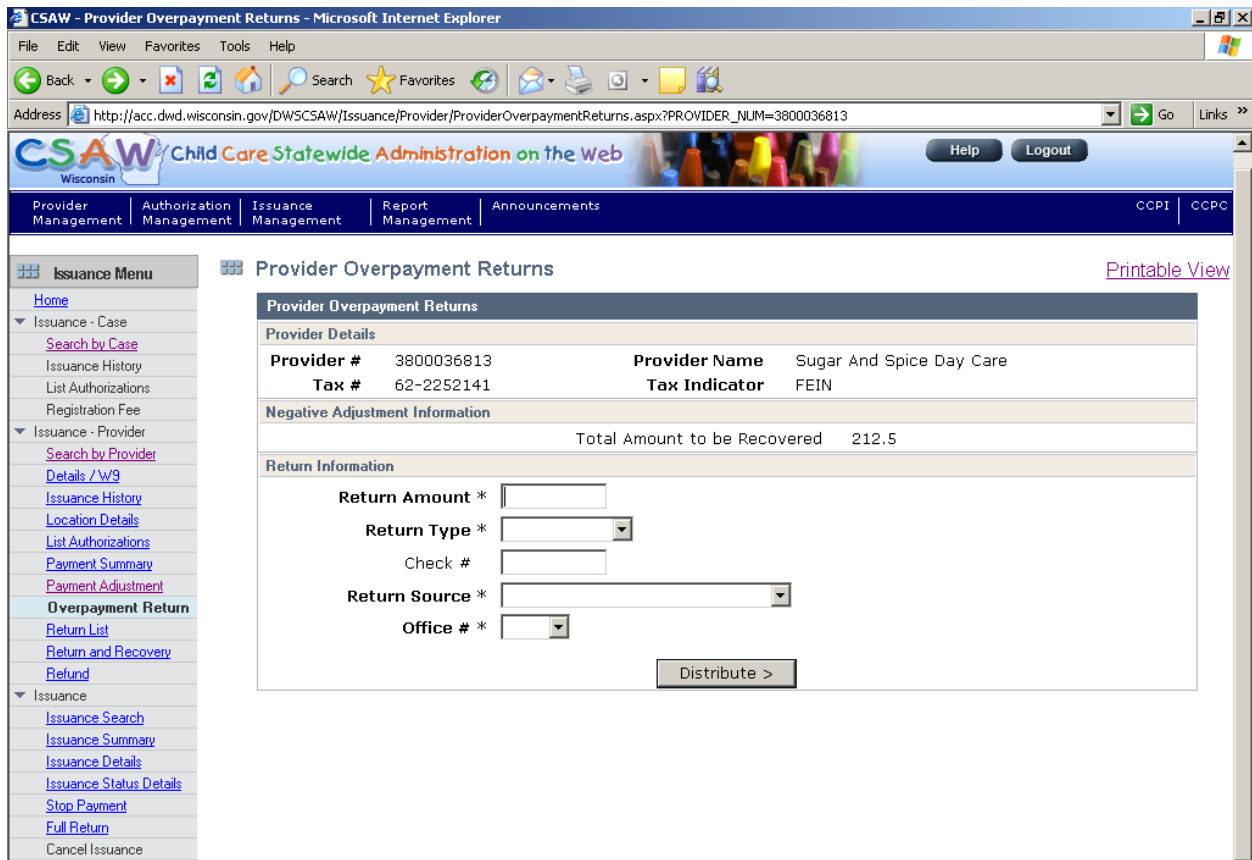 CSAW - Provider Overpayment Returns - Microsoft Internet Explorer
File Edit View Favorites Tools Help
Back Search Favorites
Address http://acc.dwd.wisconsin.gov/DWSCSAW/Issuance/Provider/ProviderOverpaymentReturns.aspx?PROVIDER_NUM=3800036813 Go Links »
CSAW Child Care Statewide Administration on the Web Help Logout
Wisconsin
Provider Management Authorization Management Issuance Management Report Management Announcements CCPI CCPC
Issuance Menu
Home
Issuance - Case
Search by Case
Issuance History
List Authorizations
Registration Fee
Issuance - Provider
Search by Provider
Details / W9
Issuance History
Location Details
List Authorizations
Payment Summary
Payment Adjustment
Overpayment Return
Return List
Return and Recovery
Refund
Issuance
Issuance Search
Issuance Summary
Issuance Details
Issuance Status Details
Stop Payment
Full Return
Cancel Issuance
Provider Overpayment Returns Printable View
Provider Overpayment Returns
Provider Details
Provider # 3800036813 Provider Name Sugar And Spice Day Care
Tax # 62-2252141 Tax Indicator FEIN
Negative Adjustment Information
Total Amount to be Recovered 212.5
Return Information
Return Amount *
Return Type *
Check #
Return Source *
Office # *
Distribute >